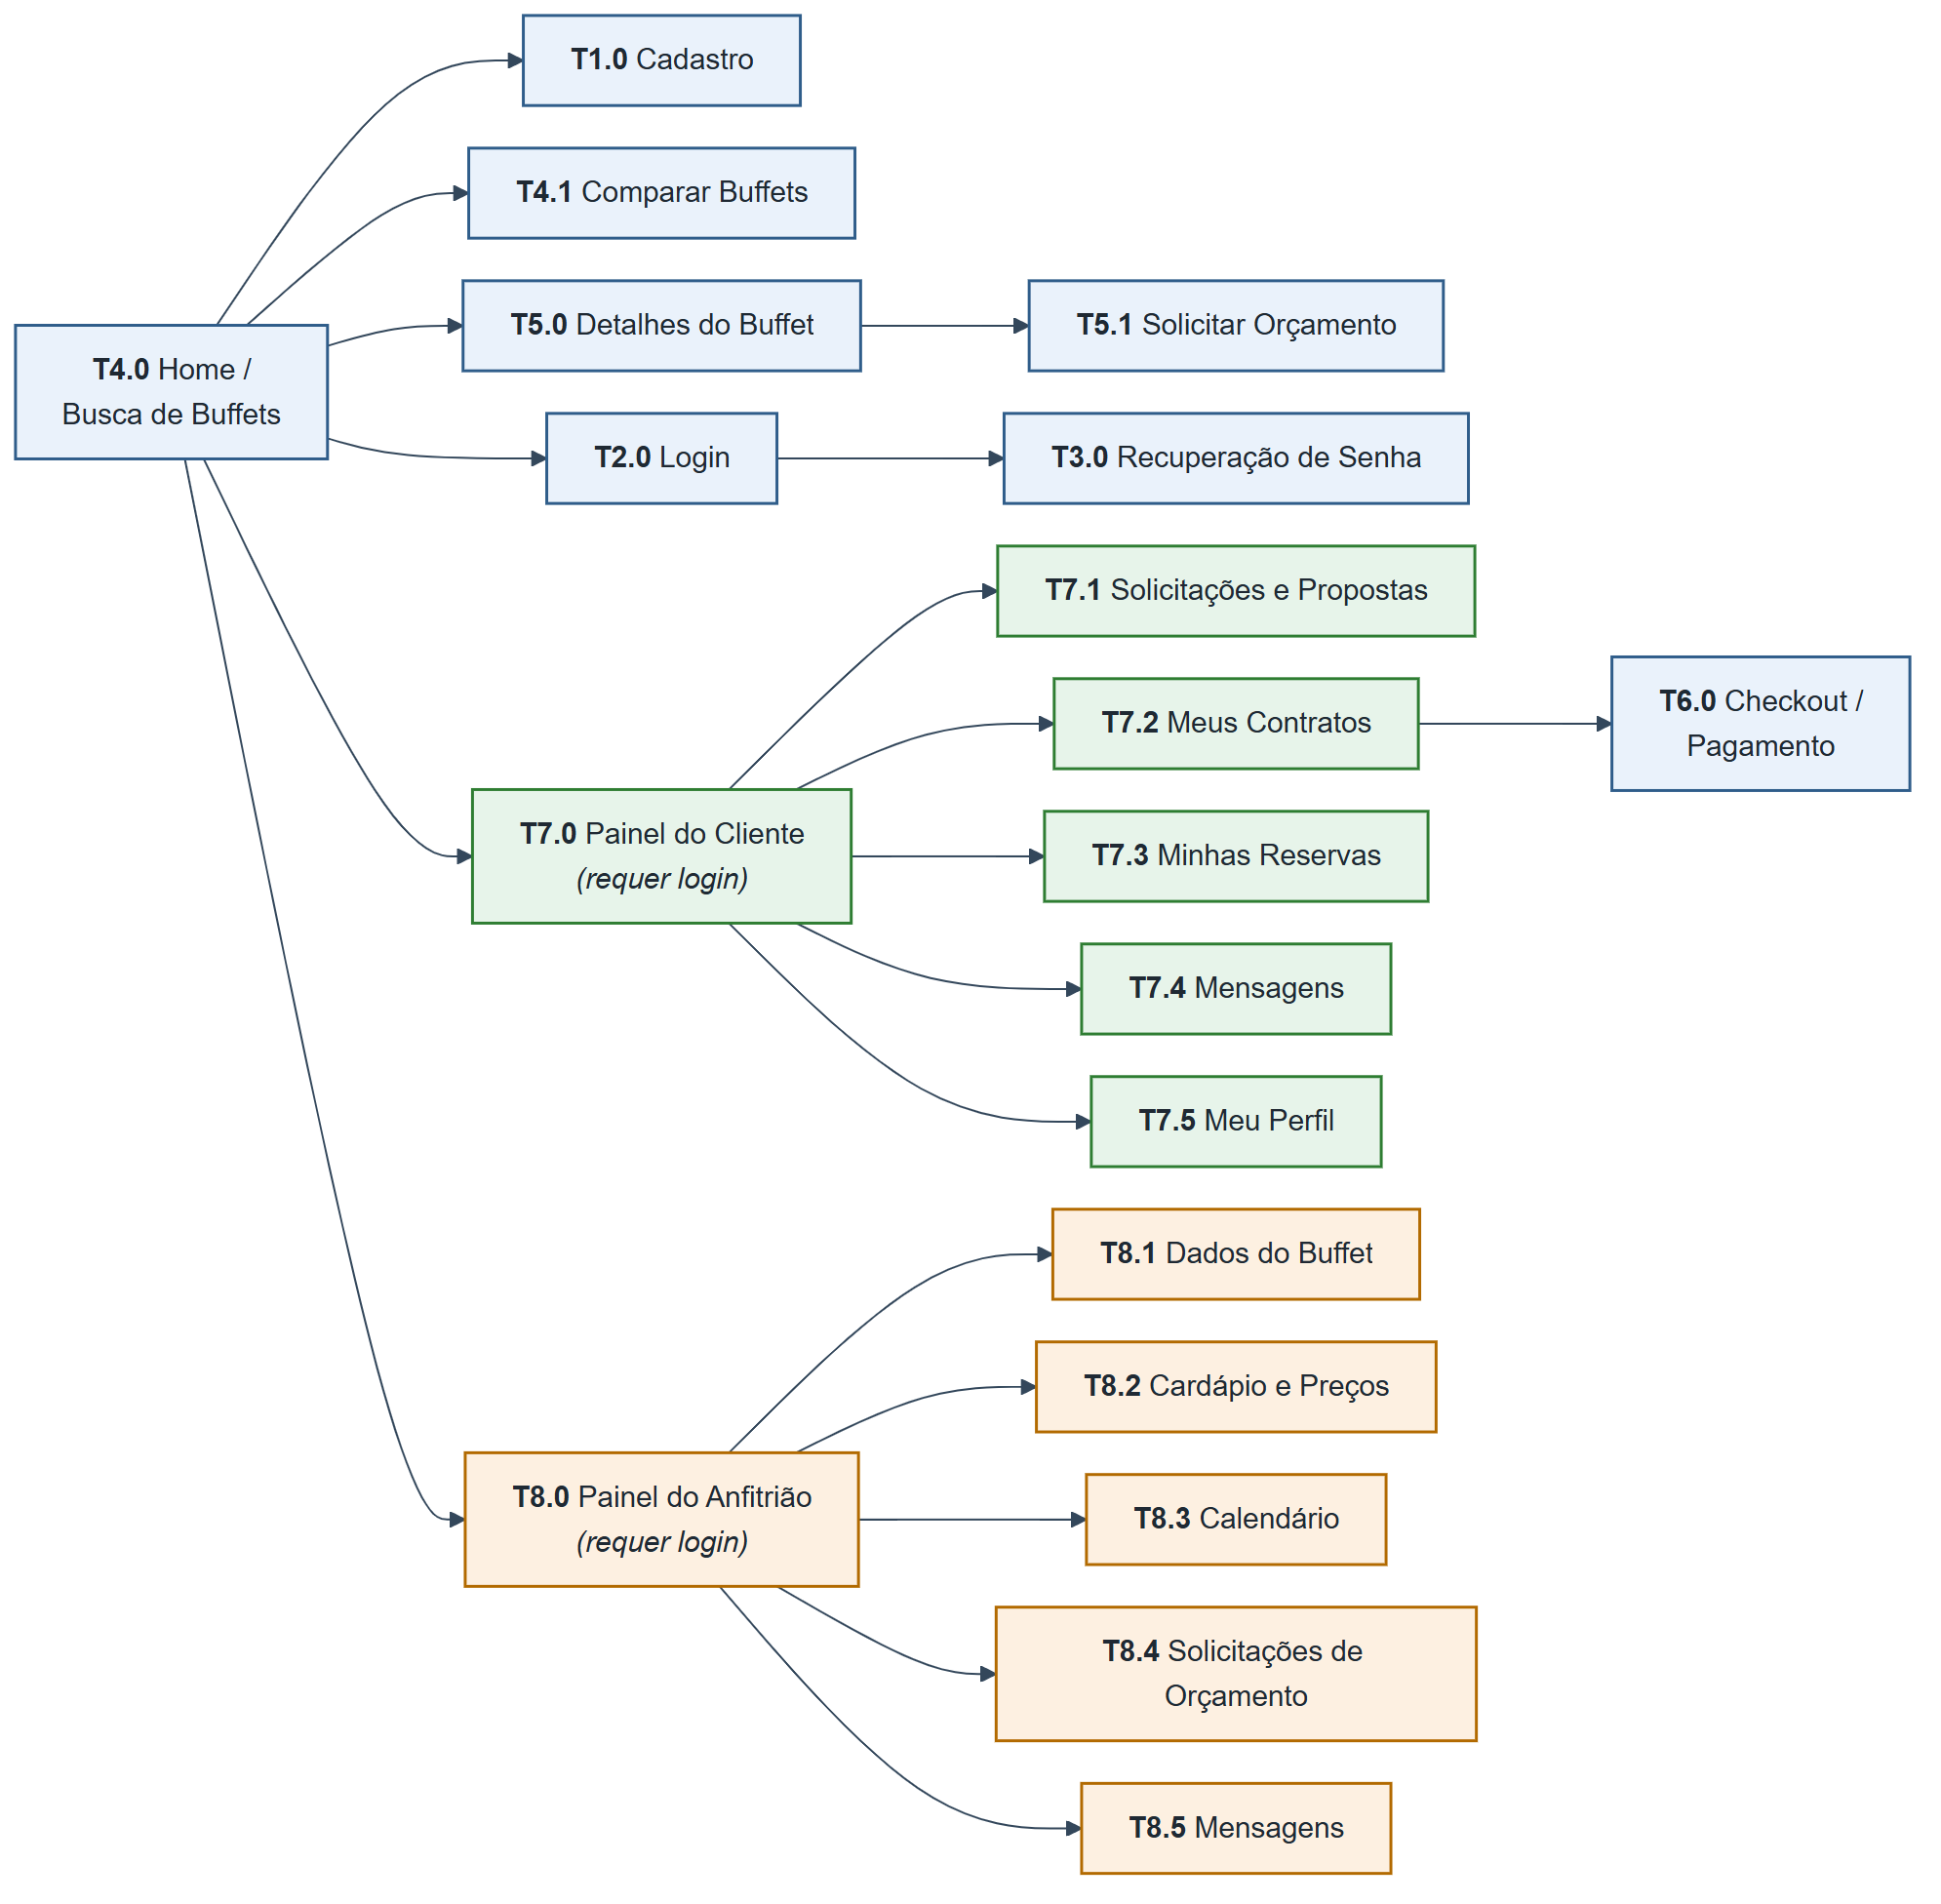 T1.0 Cadastro
T4.1 Comparar Buffets
T5.0 Detalhes do Buffet
T5.1 Solicitar Orçamento
T4.0 Home /
Busca de Buffets
T2.0 Login
T3.0 Recuperação de Senha
T7.1 Solicitações e Propostas
T7.2 Meus Contratos
T6.0 Checkout /
Pagamento
T7.0 Painel do Cliente
(requer login)
T7.3 Minhas Reservas
T7.4 Mensagens
T7.5 Meu Perfil
T8.1 Dados do Buffet
T8.2 Cardápio e Preços
T8.0 Painel do Anfitrião
(requer login)
T8.3 Calendário
T8.4 Solicitações de
Orçamento
T8.5 Mensagens